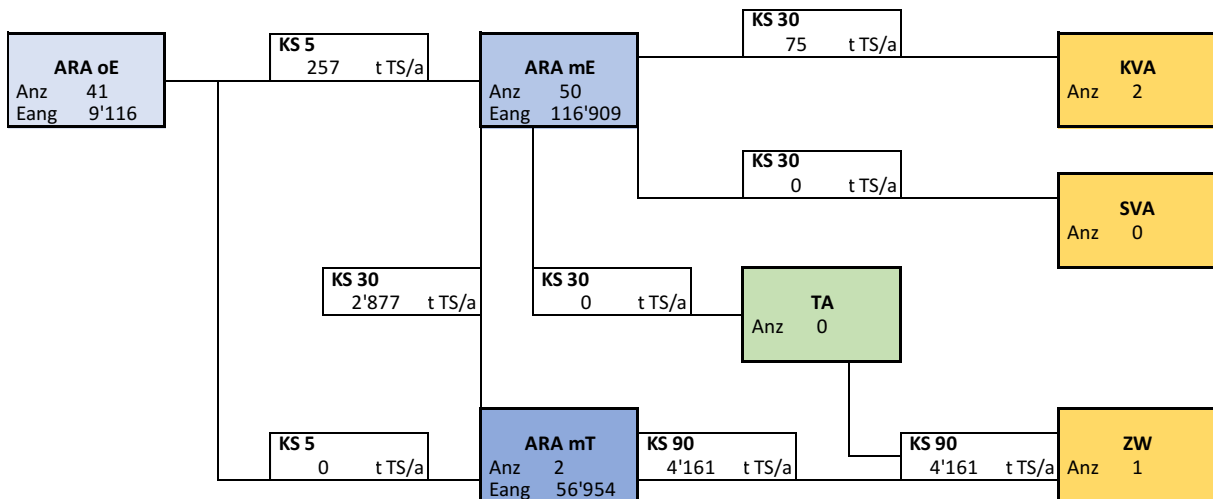 KS 30
75 t TS/a
KS 5
257 t TS/a
ARA oE
Anz 41
Eang 9'116
ARA mE
Anz 50
Eang 116'909
KVA
Anz 2
KS 30
0 t TS/a
SVA
Anz 0
KS 30
2'877 t TS/a
KS 30
0 t TS/a
TA
Anz 0
KS 5
0 t TS/a
ARA mT
Anz 2
Eang 56'954
KS 90
4'161 t TS/a
KS 90
4'161 t TS/a
ZW
Anz 1